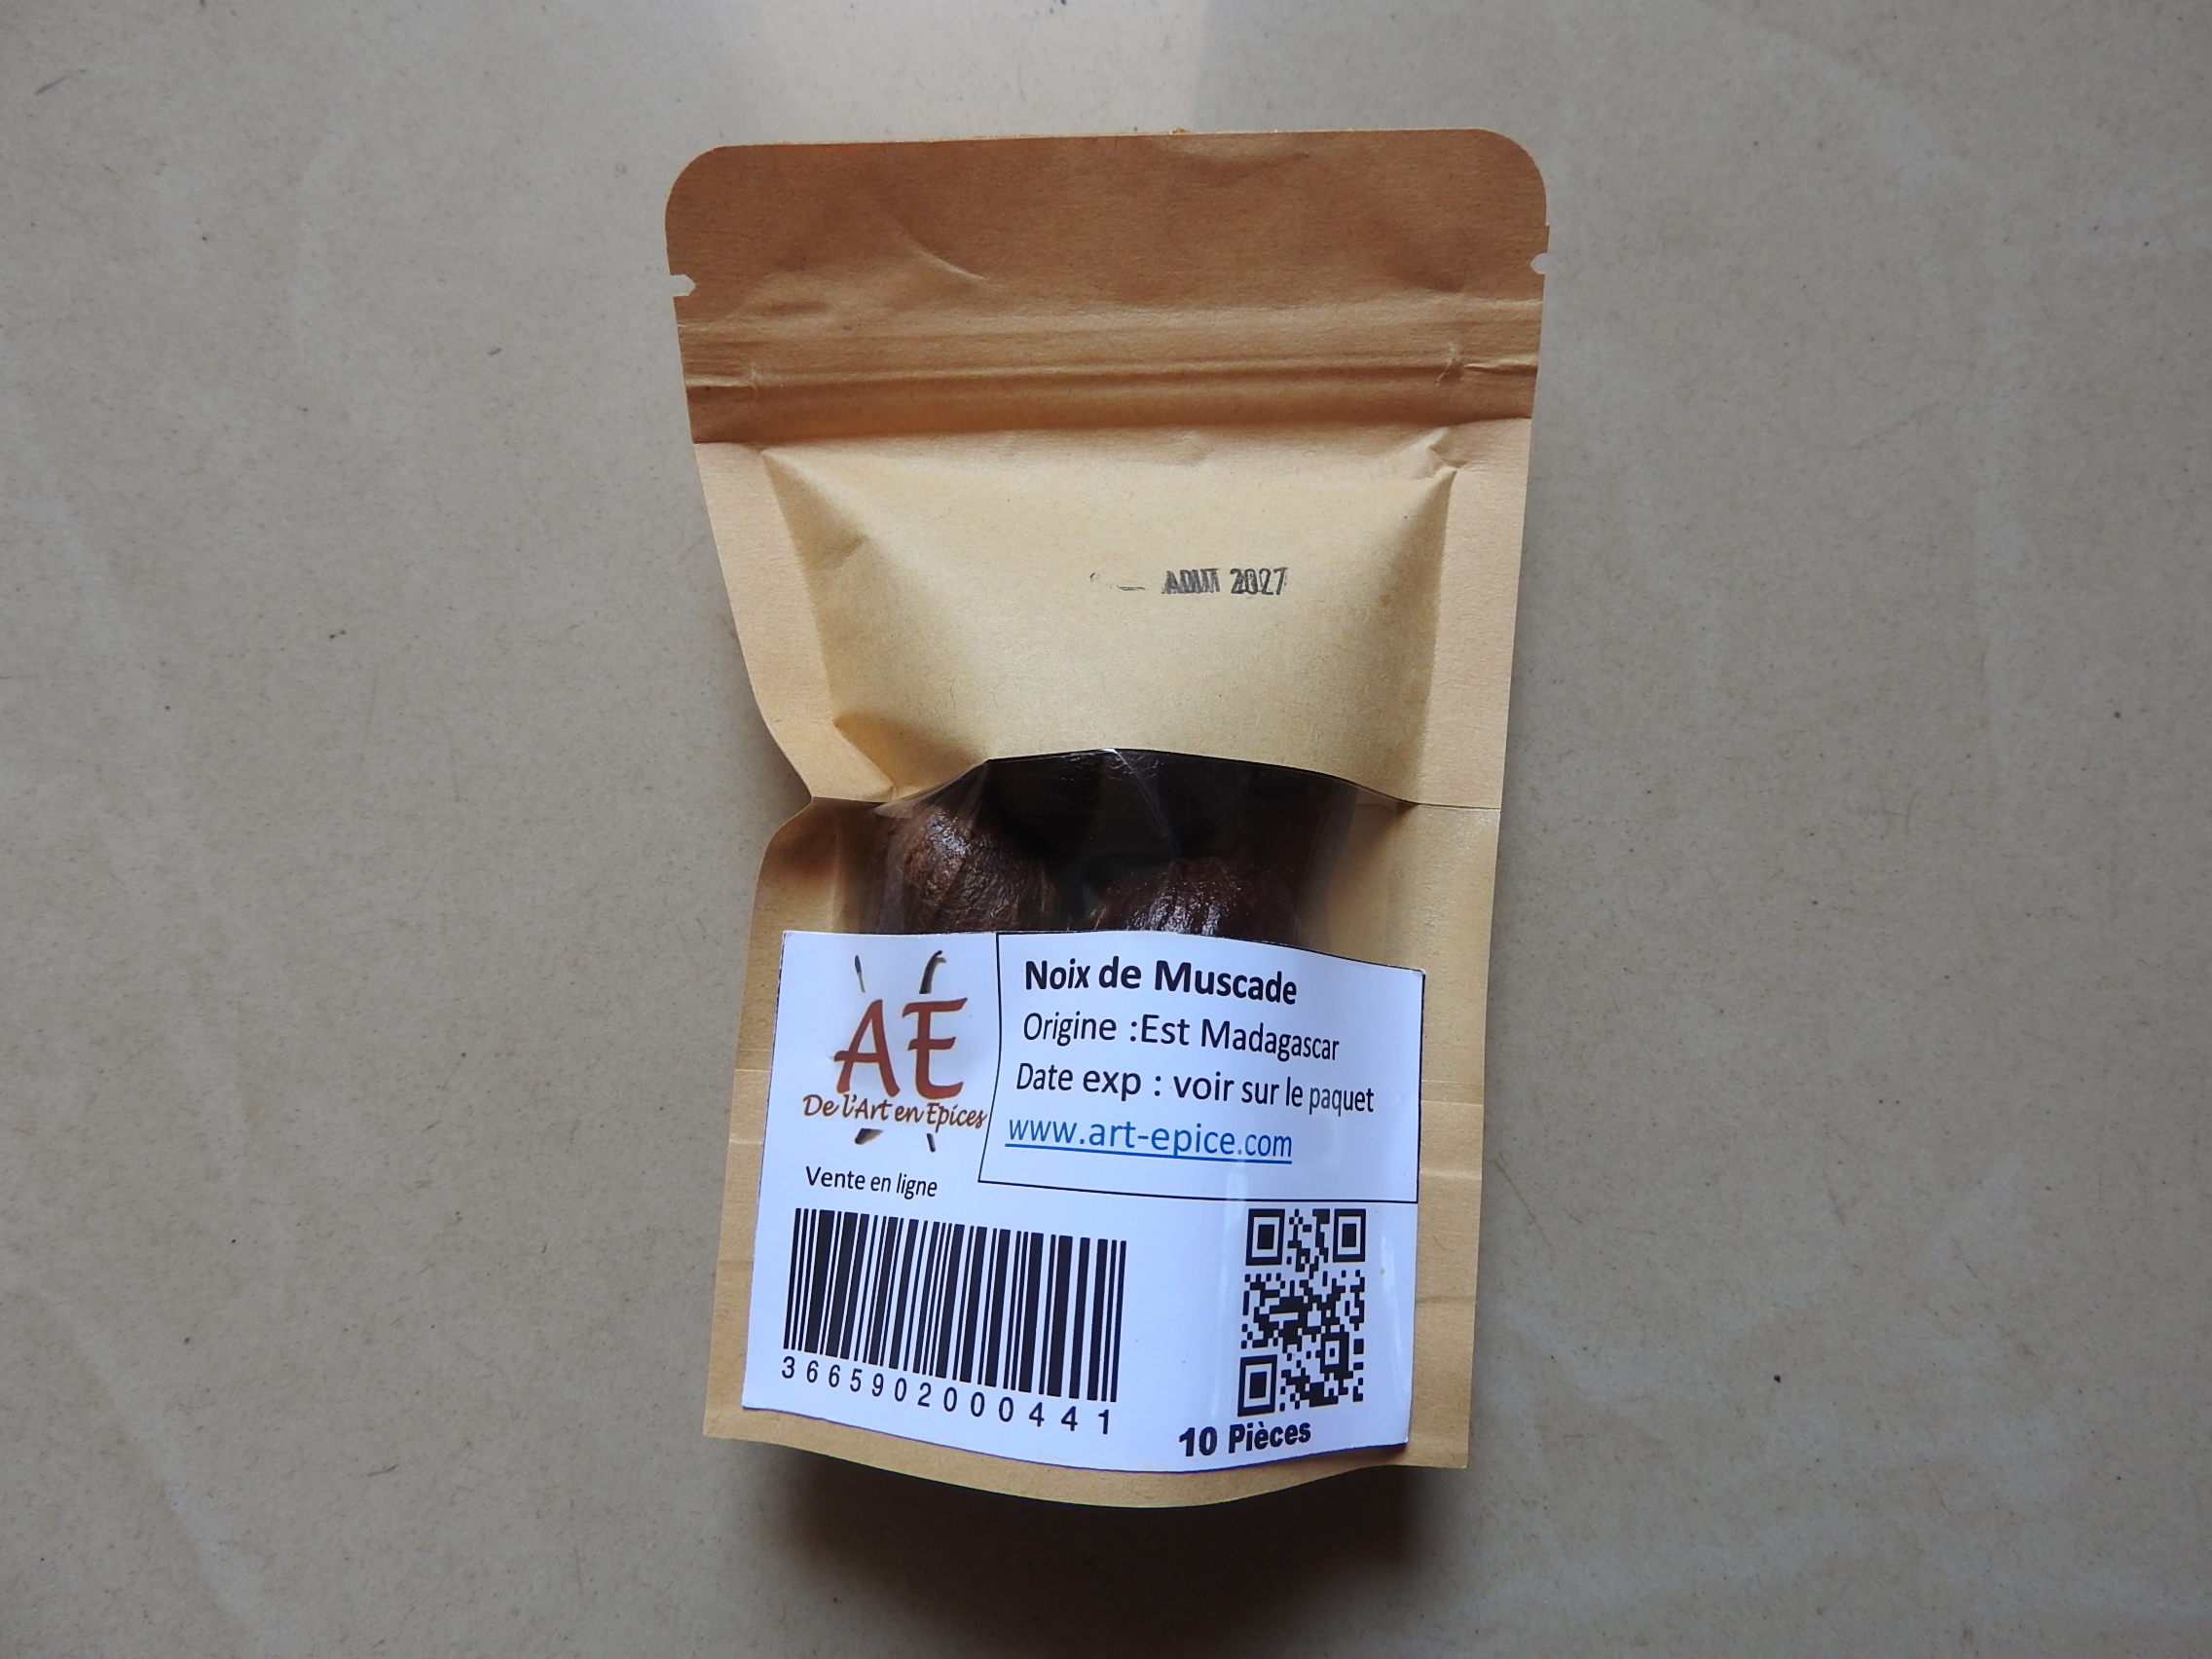 AOUT 2027
AE
De l'Art en Epices
Vente en ligne
Noix de Muscade
Origine :Est Madagascar
Date exp : voir sur le paquet
www.art-epice.com
3665902000441
10 Pièces